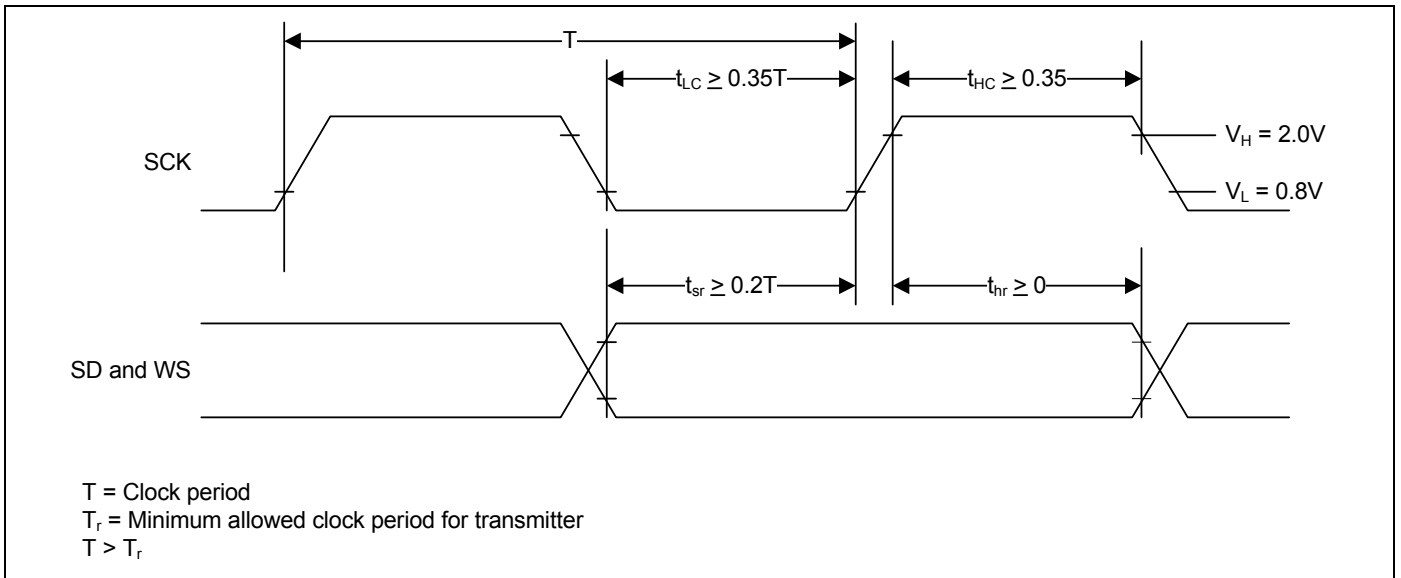 T
t_LC ≥ 0.35T
t_HC ≥ 0.35
SCK
V_H = 2.0V
V_L = 0.8V
t_sr ≥ 0.2T
t_hr ≥ 0
SD and WS
T = Clock period
T_r = Minimum allowed clock period for transmitter
T > T_r